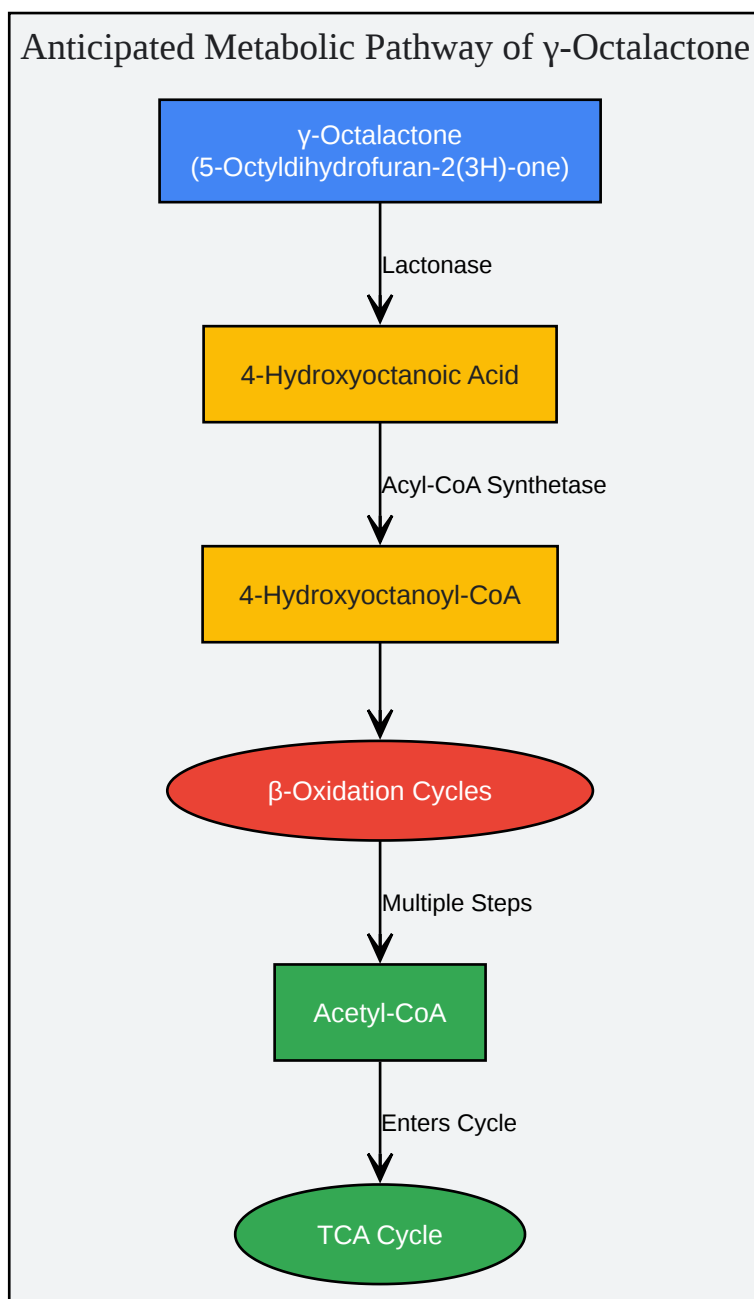 Anticipated Metabolic Pathway of γ-Octalactone
γ-Octalactone
(5-Octyldihydrofuran-2(3H)-one)
Lactonase
4-Hydroxyoctanoic Acid
Acyl-CoA Synthetase
4-Hydroxyoctanoyl-CoA
β-Oxidation Cycles
Multiple Steps
Acetyl-CoA
Enters Cycle
TCA Cycle